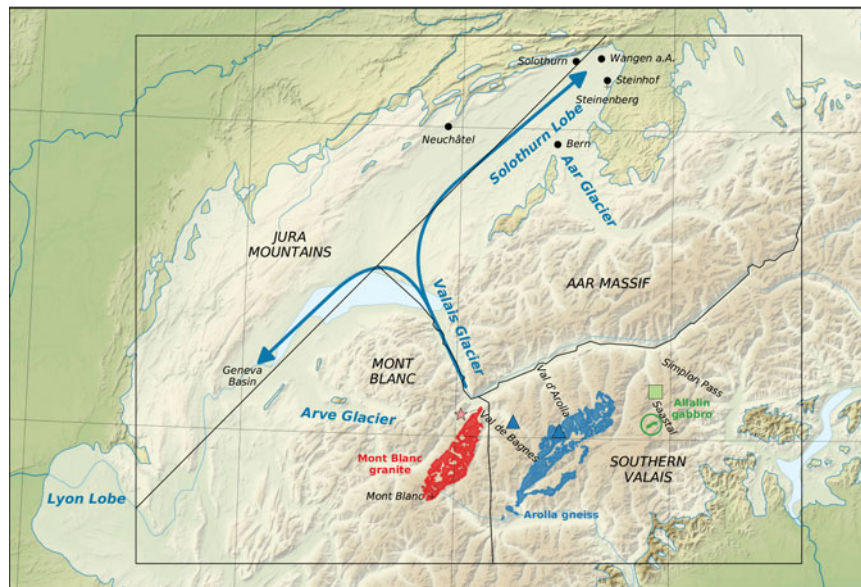 Solothurn
Wangen a.A.
Steinhof
Steinenberg
Neuchâtel
Bern
Solothurn Lobe
Aar Glacier
JURA
MOUNTAINS
AAR MASSIF
Valais Glacier
Geneva
Basin
MONT
BLANC
Simplon Pass
Val d'Arolla
Saastal
Allalin
gabbro
Arve Glacier
Val de Bagnes
Mont Blanc
granite
SOUTHERN
VALAIS
Mont Blanc
Lyon Lobe
Arolla gneiss